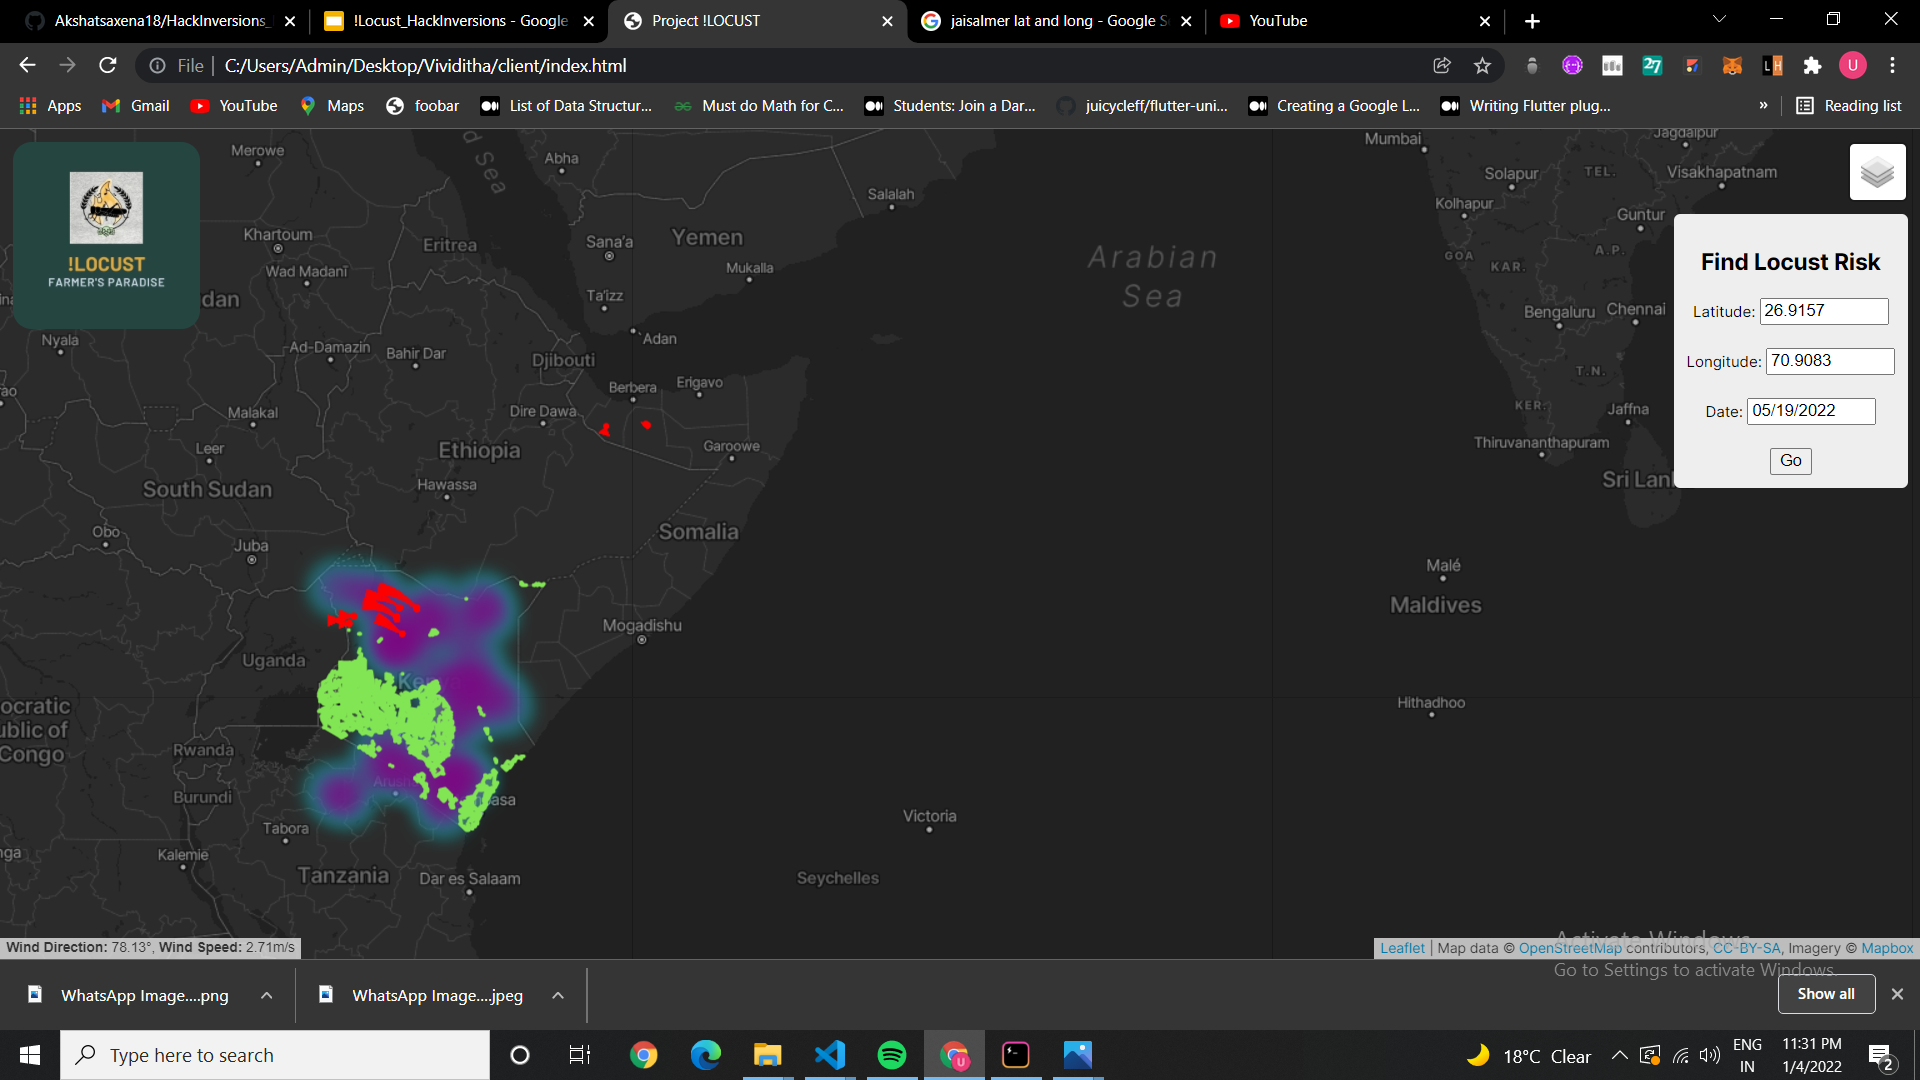 Akshatsaxena18/HackInversions_
!Locust_HackInversions - Google
Project !LOCUST
jaisalmer lat and long - Google S
YouTube
File
C:/Users/Admin/Desktop/Vividitha/client/index.html
27
LH
U
Apps
Gmail
YouTube
Maps
foobar
List of Data Structur...
Must do Math for C...
Students: Join a Dar...
juicycleff/flutter-uni...
Creating a Google L...
Writing Flutter plug...
»
Reading list
!LOCUST
FARMER'S PARADISE
Merowe
Abha
d Sea
Salalah
Mumbai
Jagdalpur
Solapur
TEL.
Visakhapatnam
Kolhapur
Guntur
Khartoum
Eritrea
Sana'a
Yemen
Arabian
Sea
GOA
KAR.
A.P.
Wad Madanī
Mukalla
dan
Ta'izz
Find Locust Risk
Latitude: 26.9157
Longitude: 70.9083
Date: 05/19/2022
Go
Bengaluru
Chennai
Nyala
Ad-Damazin
Bahir Dar
Djibouti
Adan
T.N.
Berbera
Erigavo
Malakal
Dire Dawa
KER.
Jaffna
Leer
Ethiopia
Garoowe
Thiruvananthapuram
South Sudan
Hawassa
Sri Lan
Obo
Juba
Somalia
Malé
Maldives
Mogadishu
Uganda
Ke
ocratic
ublic of
Congo
Hithadhoo
Rwanda
Burundi
Arus
asa
Victoria
Tabora
nga
Kalemie
Tanzania
Dar es Salaam
Seychelles
Wind Direction: 78.13°, Wind Speed: 2.71m/s
Leaflet | Map data © OpenStreetMap contributors, CC-BY-SA, Imagery © Mapbox
Activate Windows
Go to Settings to activate Windows.
WhatsApp Image....png
WhatsApp Image....jpeg
Show all
Type here to search
18°C Clear
ENG
IN
11:31 PM
1/4/2022
2